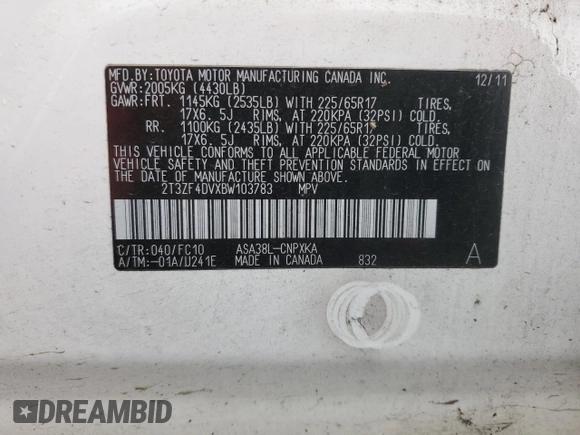 MFD.BY:TOYOTA MOTOR MANUFACTURING CANADA INC. 12/11
GVWR:2005KG (4430LB)
GAWR:FRT. 1145KG (2535LB) WITH 225/65R17 TIRES,
17X6.5J RIMS, AT 220KPA (32PSI) COLD.
RR. 1100KG (2435LB) WITH 225/65R17 TIRES,
17X6.5J RIMS, AT 220KPA (32PSI) COLD.
THIS VEHICLE CONFORMS TO ALL APPLICABLE FEDERAL MOTOR
VEHICLE SAFETY AND THEFT PREVENTION STANDARDS IN EFFECT ON
THE DATE OF MANUFACTURE SHOWN ABOVE.
2T3ZF4DVXBW103783 MPV
C/TR:040/FC10 ASA38L-CNPXKA A
A/TM:-01A/U241E MADE IN CANADA 832
DREAMBID